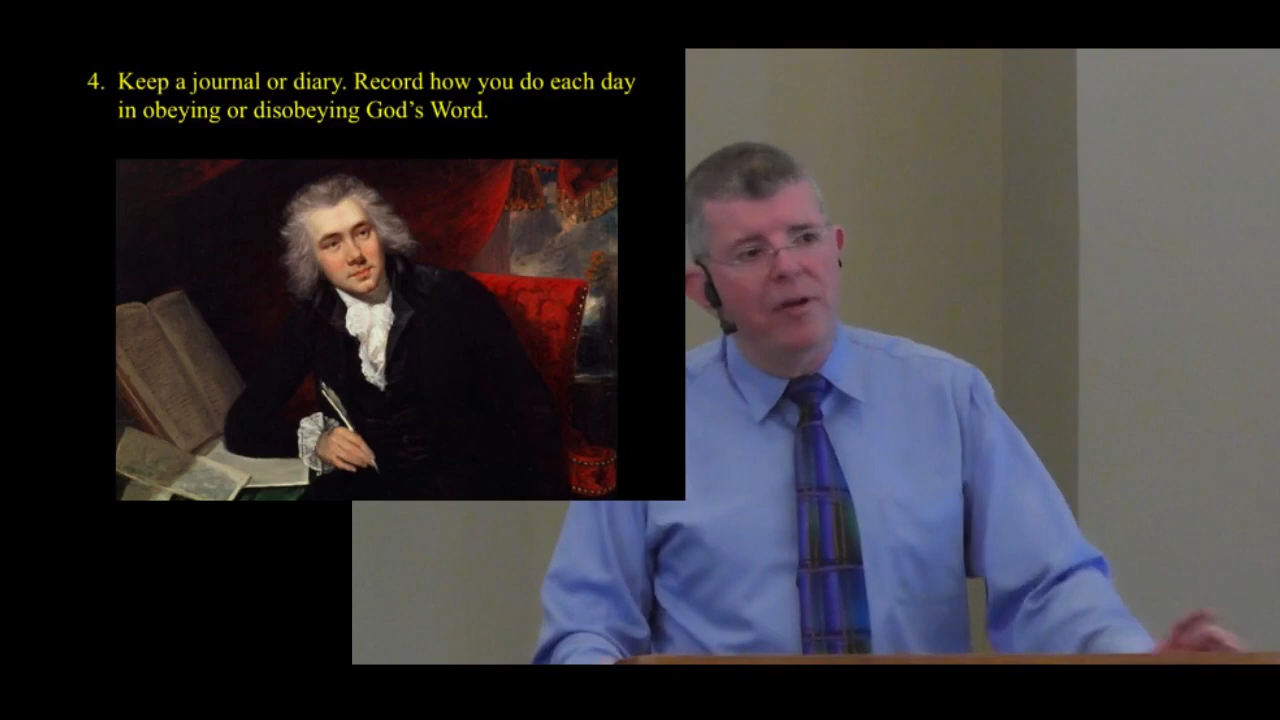 4. Keep a journal or diary. Record how you do each day
in obeying or disobeying God's Word.